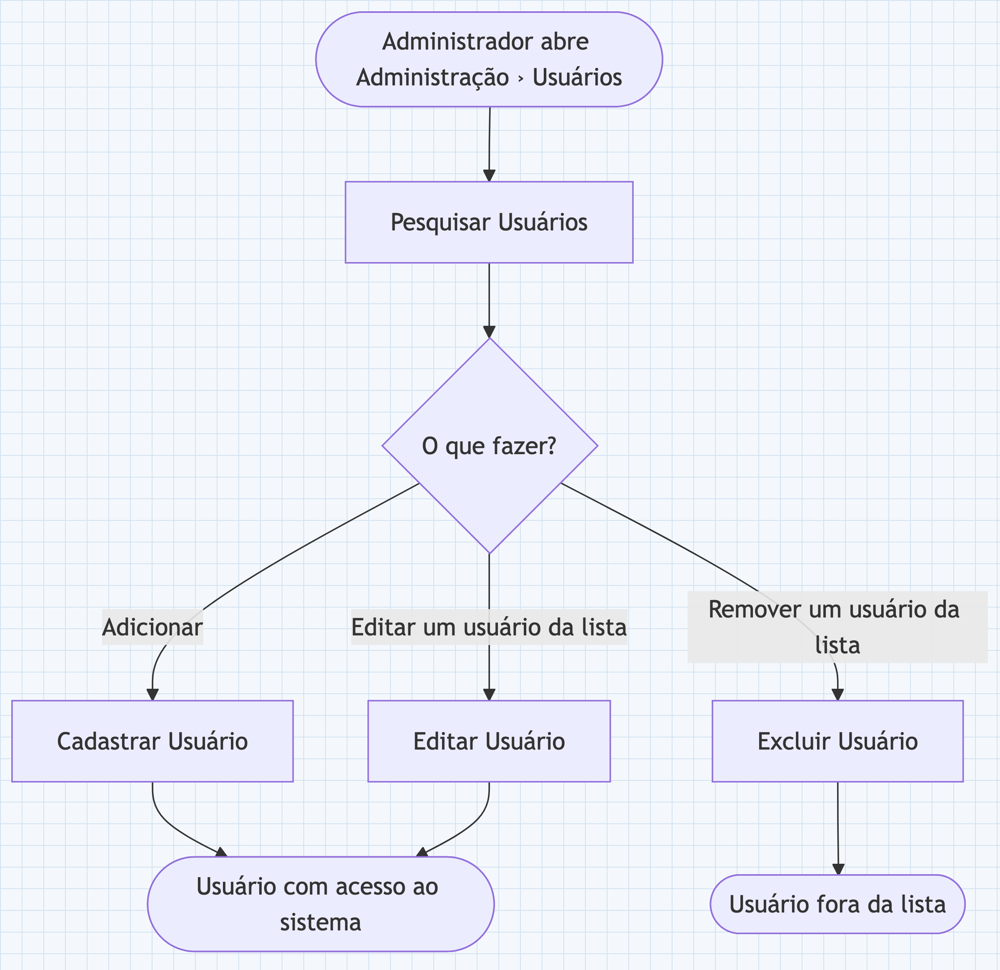 Administrador abre
Administração › Usuários
Pesquisar Usuários
O que fazer?
Adicionar
Editar um usuário da lista
Remover um usuário da
lista
Cadastrar Usuário
Editar Usuário
Excluir Usuário
Usuário com acesso ao
sistema
Usuário fora da lista